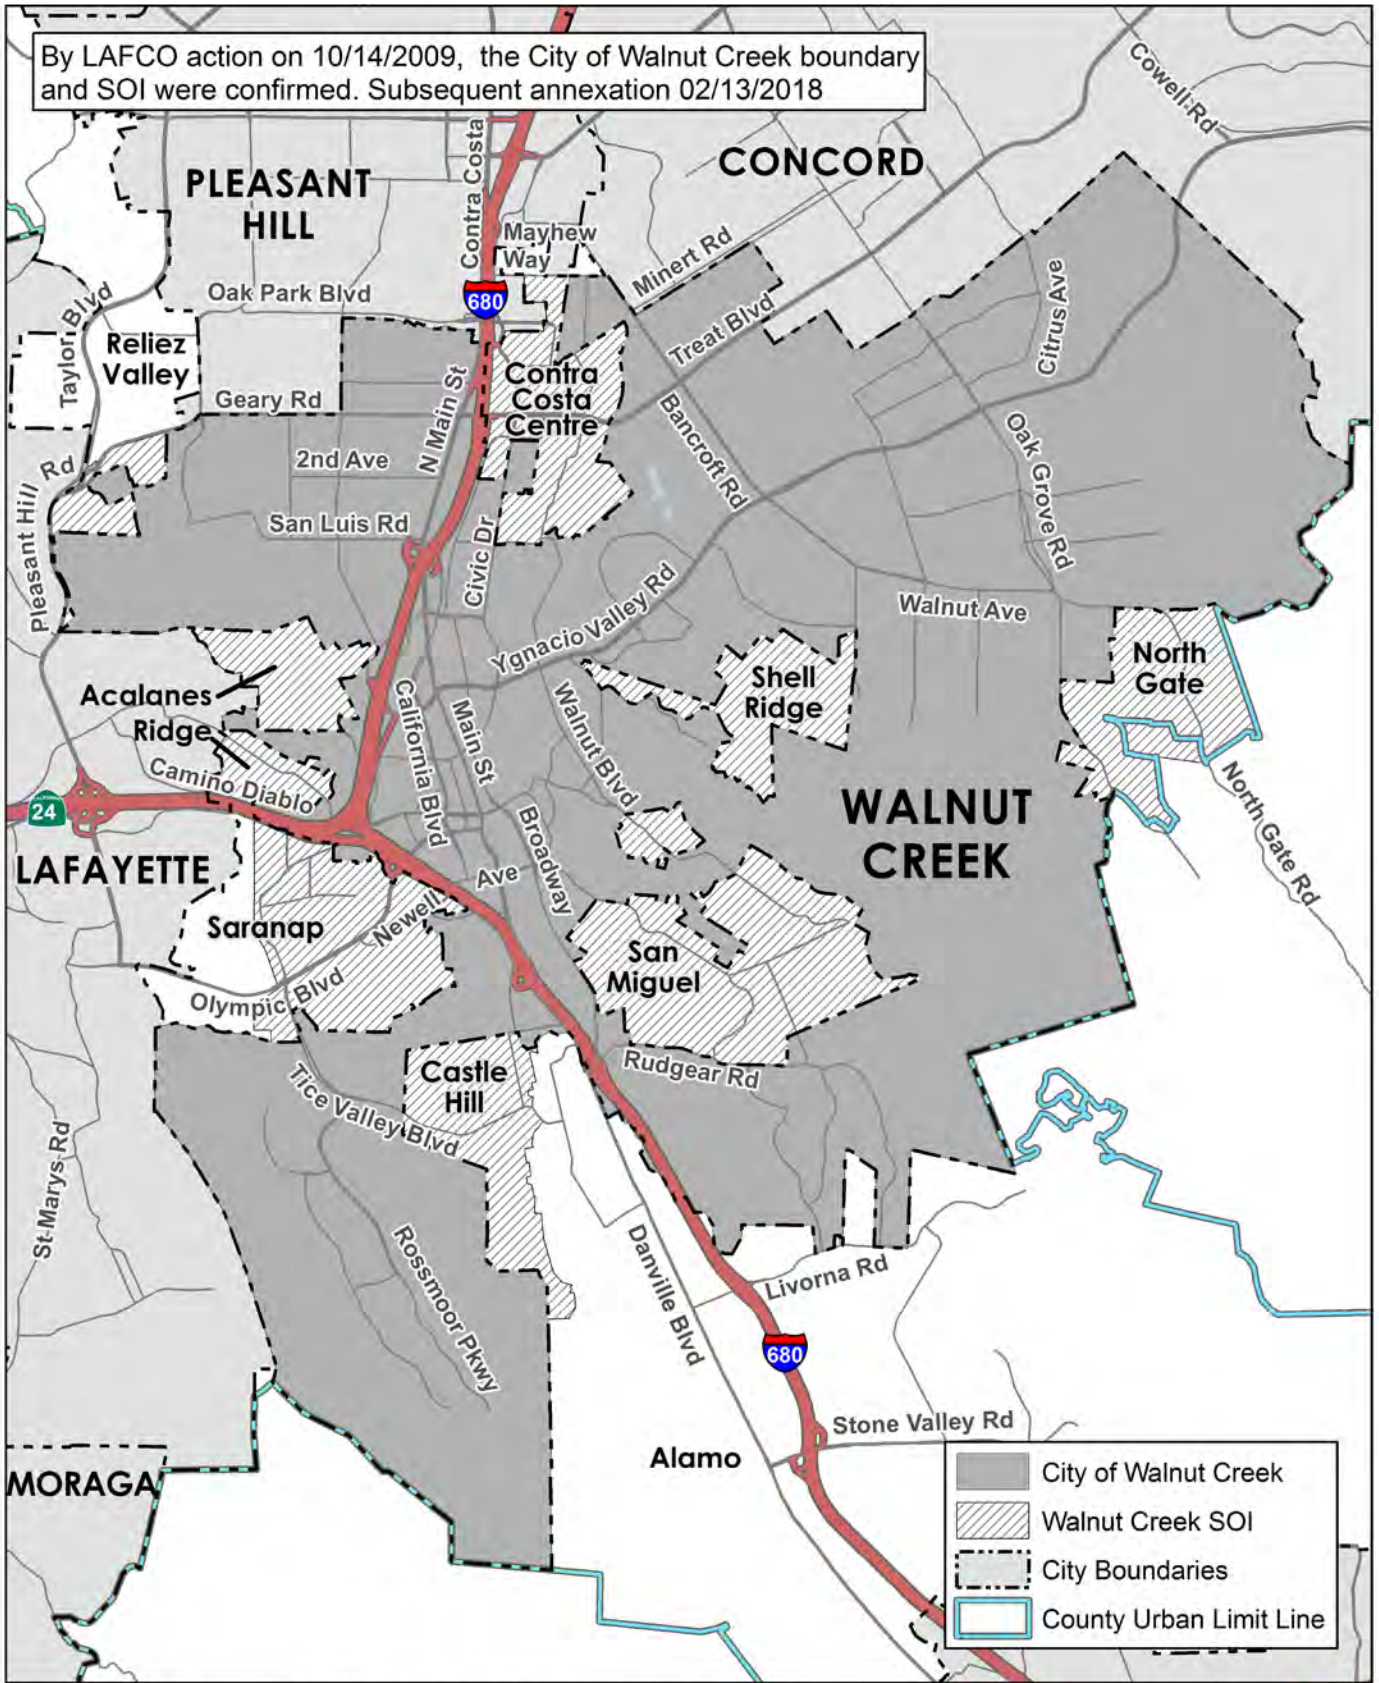 By LAFCO action on 10/14/2009, the City of Walnut Creek boundary
and SOI were confirmed. Subsequent annexation 02/13/2018
Cowell Rd
CONCORD
PLEASANT
HILL
Contra Costa
Mayhew
Way
Minert Rd
Oak Park Blvd
680
Taylor Blvd
Reliez
Valley
Treat Blvd
Citrus Ave
Contra
Costa
Centre
Geary Rd
N Main St
Bancroft Rd
Oak Grove Rd
2nd Ave
Pleasant Hill Rd
San Luis Rd
Civic Dr
Ygnacio Valley Rd
Walnut Ave
North
Gate
Shell
Ridge
Acalanes
Ridge
California Blvd
Main St
Walnut Blvd
Camino Diablo
24
North Gate Rd
WALNUT
CREEK
Broadway
LAFAYETTE
Newell Ave
Saranap
San
Miguel
Olympic Blvd
Rudgear Rd
Castle
Hill
Tice Valley Blvd
St Marys Rd
Rossmoor Pkwy
Danville Blvd
Livorna Rd
680
Stone Valley Rd
Alamo
MORAGA
City of Walnut Creek
Walnut Creek SOI
City Boundaries
County Urban Limit Line